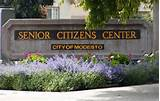 SENIOR CITIZENS CENTER
CITY OF MODESTO